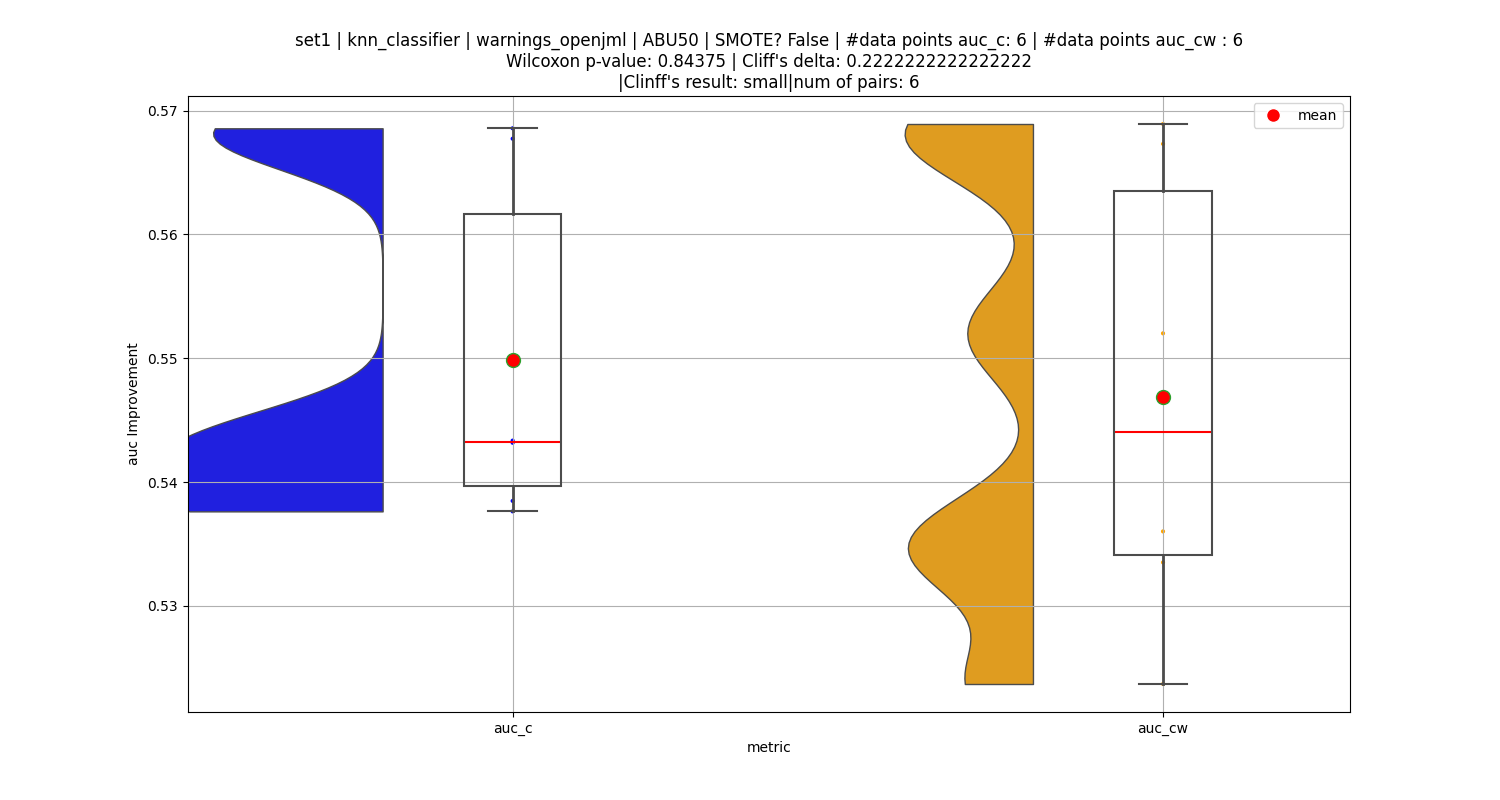 set1 | knn_classifier | warnings_openjml | ABU50 | SMOTE? False | #data points auc_c: 6 | #data points auc_cw : 6
Wilcoxon p-value: 0.84375 | Cliff's delta: 0.2222222222222222
|Clinff's result: small|num of pairs: 6
mean
0.57
0.56
0.55
0.54
0.53
auc Improvement
auc_c
auc_cw
metric